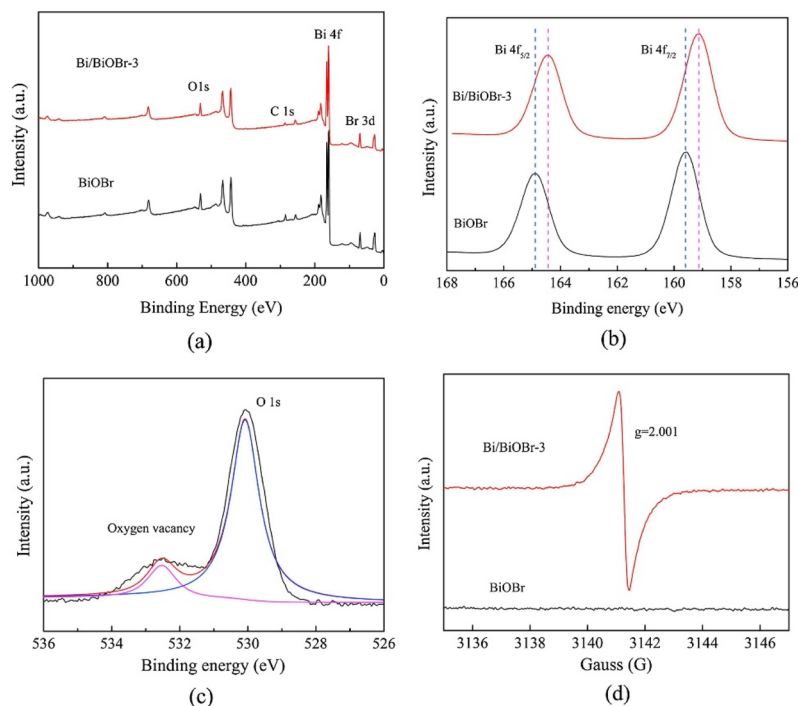 (a)
Intensity (a.u.)
Bi 4f
Bi/BiOBr-3
O1s
C 1s
Br 3d
BiOBr
1000 800 600 400 200 0
Binding Energy (eV)
(b)
Intensity (a.u.)
Bi 4f5/2 Bi 4f7/2
Bi/BiOBr-3
BiOBr
168 166 164 162 160 158 156
Binding energy (eV)
(c)
Intensity (a.u.)
O 1s
Oxygen vacancy
536 534 532 530 528 526
Binding energy (eV)
(d)
Intensity (a.u.)
g=2.001
Bi/BiOBr-3
BiOBr
3136 3138 3140 3142 3144 3146
Gauss (G)